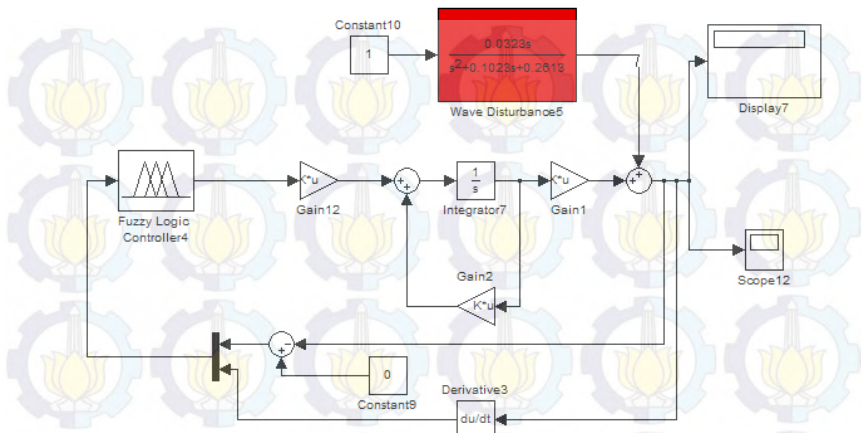 Constant10
1
0.0323s
s²+0.1023s+0.2613
Wave Disturbance5
Display7
Fuzzy Logic
Controller4
K*u
Gain12
+
+
1
s
Integrator7
K*u
Gain1
+
+
Scope12
Gain2
K*u
−
+
0
Constant9
Derivative3
du/dt